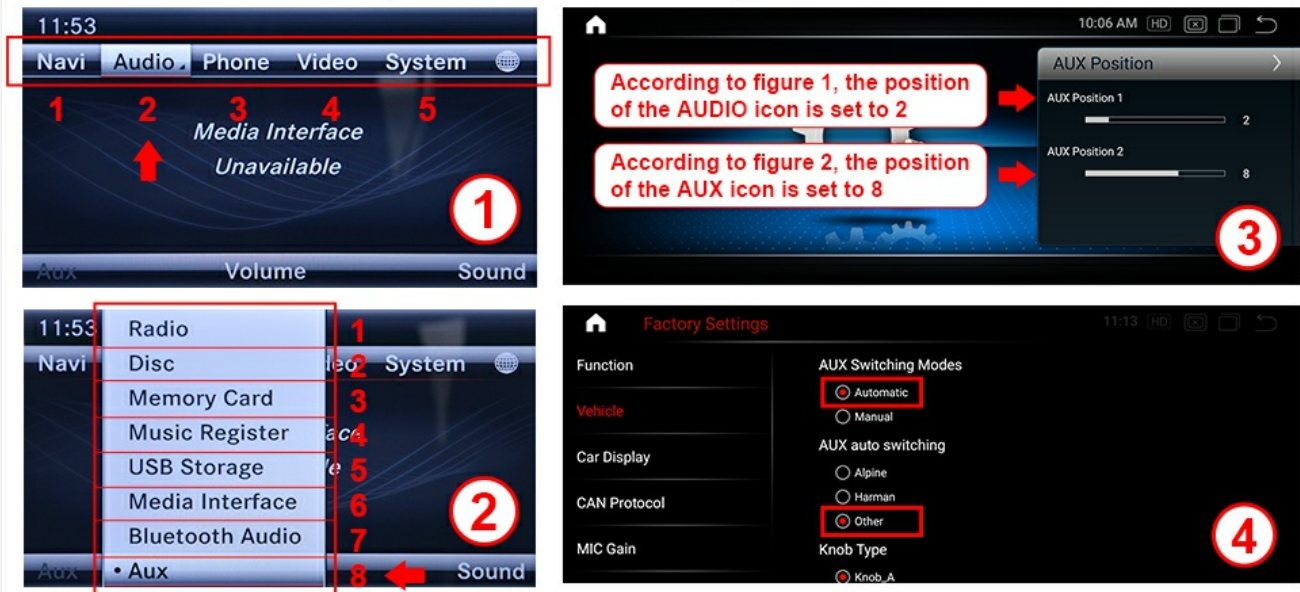 11:53
Navi Audio Phone Video System
1 2 3 4 5
Media Interface
Unavailable
1
Aux Volume Sound
10:06 AM HD
AUX Position
According to figure 1, the position
of the AUDIO icon is set to 2
AUX Position 1
2
According to figure 2, the position
of the AUX icon is set to 8
AUX Position 2
8
3
11:53
Navi deo System
Radio 1
Disc 2
Memory Card 3
Music Register 4
face
USB Storage 5
le
Media Interface 6
Bluetooth Audio 7
• Aux 8
2
Aux Sound
Factory Settings 11:13 HD
Function
Vehicle
Car Display
CAN Protocol
MIC Gain
AUX Switching Modes
Automatic
Manual
AUX auto switching
Alpine
Harman
Other
Knob Type
Knob_A
4